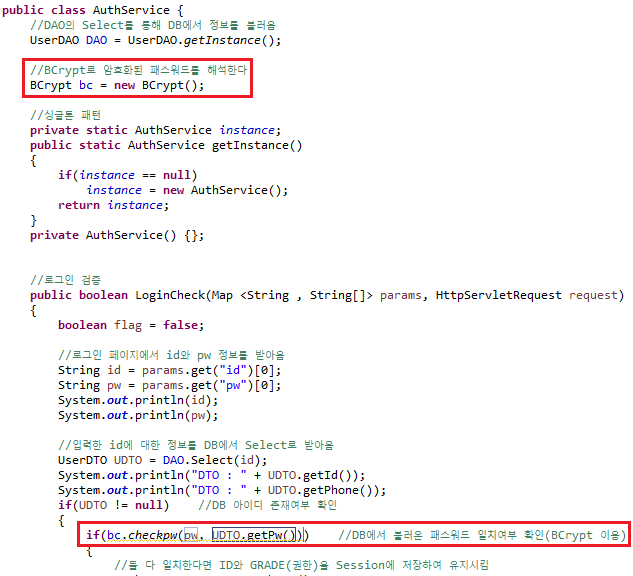 public class AuthService {
//DAO의 Select를 통해 DB에서 정보를 불러옴
UserDAO DAO = UserDAO.getInstance();
//BCrypt로 암호화된 패스워드를 해석한다
BCrypt bc = new BCrypt();
//싱글톤 패턴
private static AuthService instance;
public static AuthService getInstance()
{
if(instance == null)
instance = new AuthService();
return instance;
}
private AuthService() {};
//로그인 검증
public boolean LoginCheck(Map <String , String[]> params, HttpServletRequest request)
{
boolean flag = false;
//로그인 페이지에서 id와 pw 정보를 받아옴
String id = params.get("id")[0];
String pw = params.get("pw")[0];
System.out.println(id);
System.out.println(pw);
//입력한 id에 대한 정보를 DB에서 Select로 받아옴
UserDTO UDTO = DAO.Select(id);
System.out.println("DTO : " + UDTO.getId());
System.out.println("DTO : " + UDTO.getPhone());
if(UDTO != null) //DB 아이디 존재여부 확인
{
if(bc.checkpw(pw, UDTO.getPw())) //DB에서 불러온 패스워드 일치여부 확인(BCrypt 이용)
{
//둘 다 일치한다면 ID와 GRADE(권한)을 Session에 저장하여 유지시킴